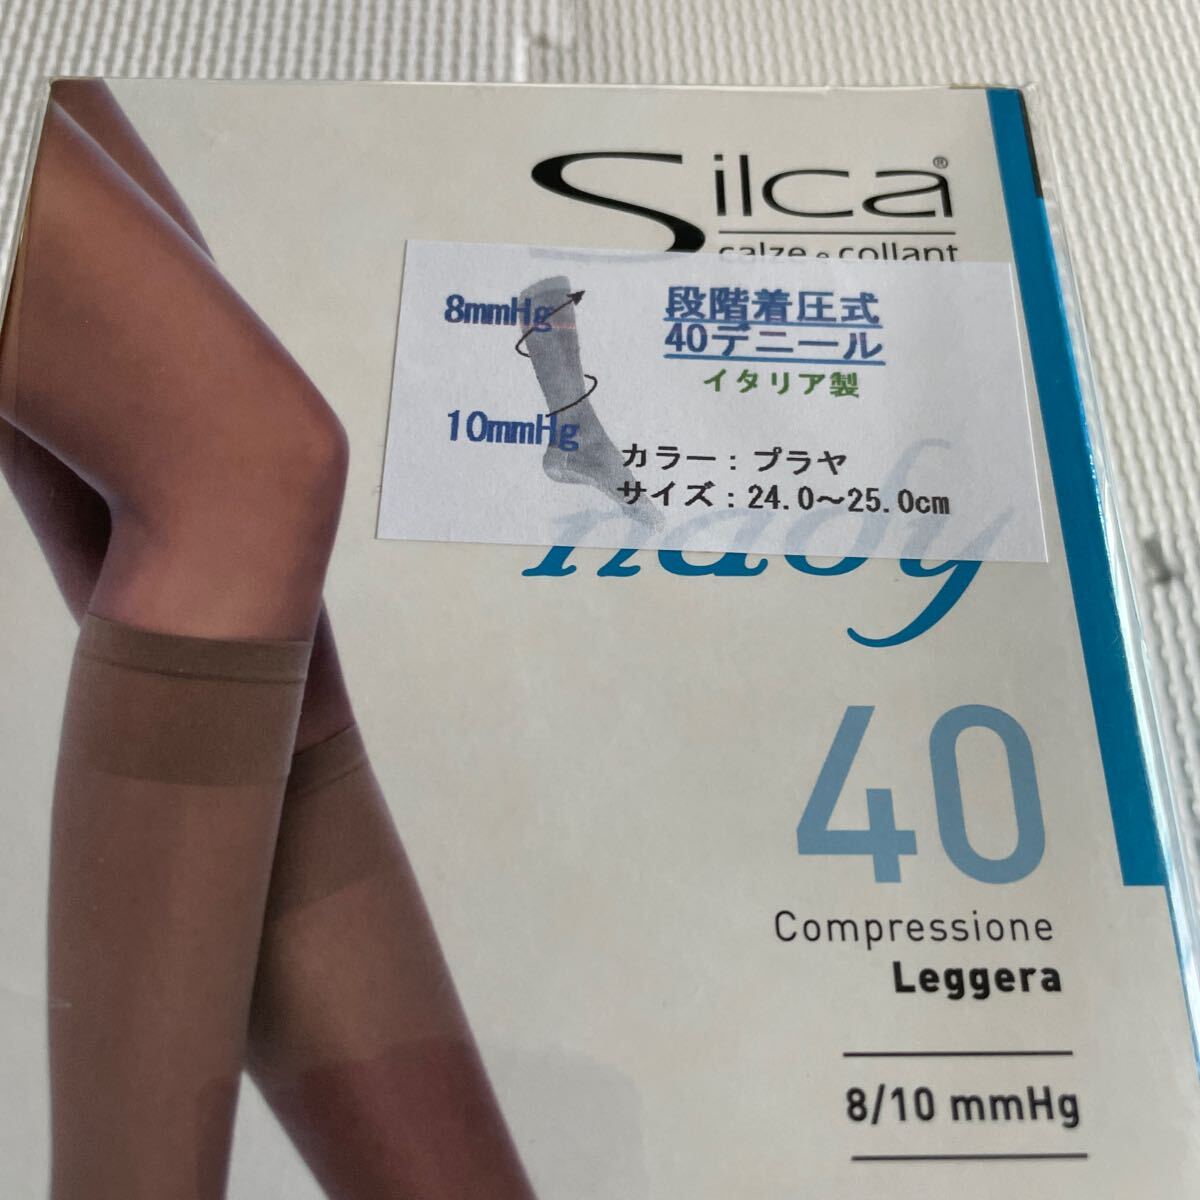 Silca®
calze e collant
8mmHg
段階着圧式
40デニール
イタリア製
10mmHg
カラー：プラヤ
サイズ：24.0～25.0cm
nady
40
Compressione
Leggera
8/10 mmHg